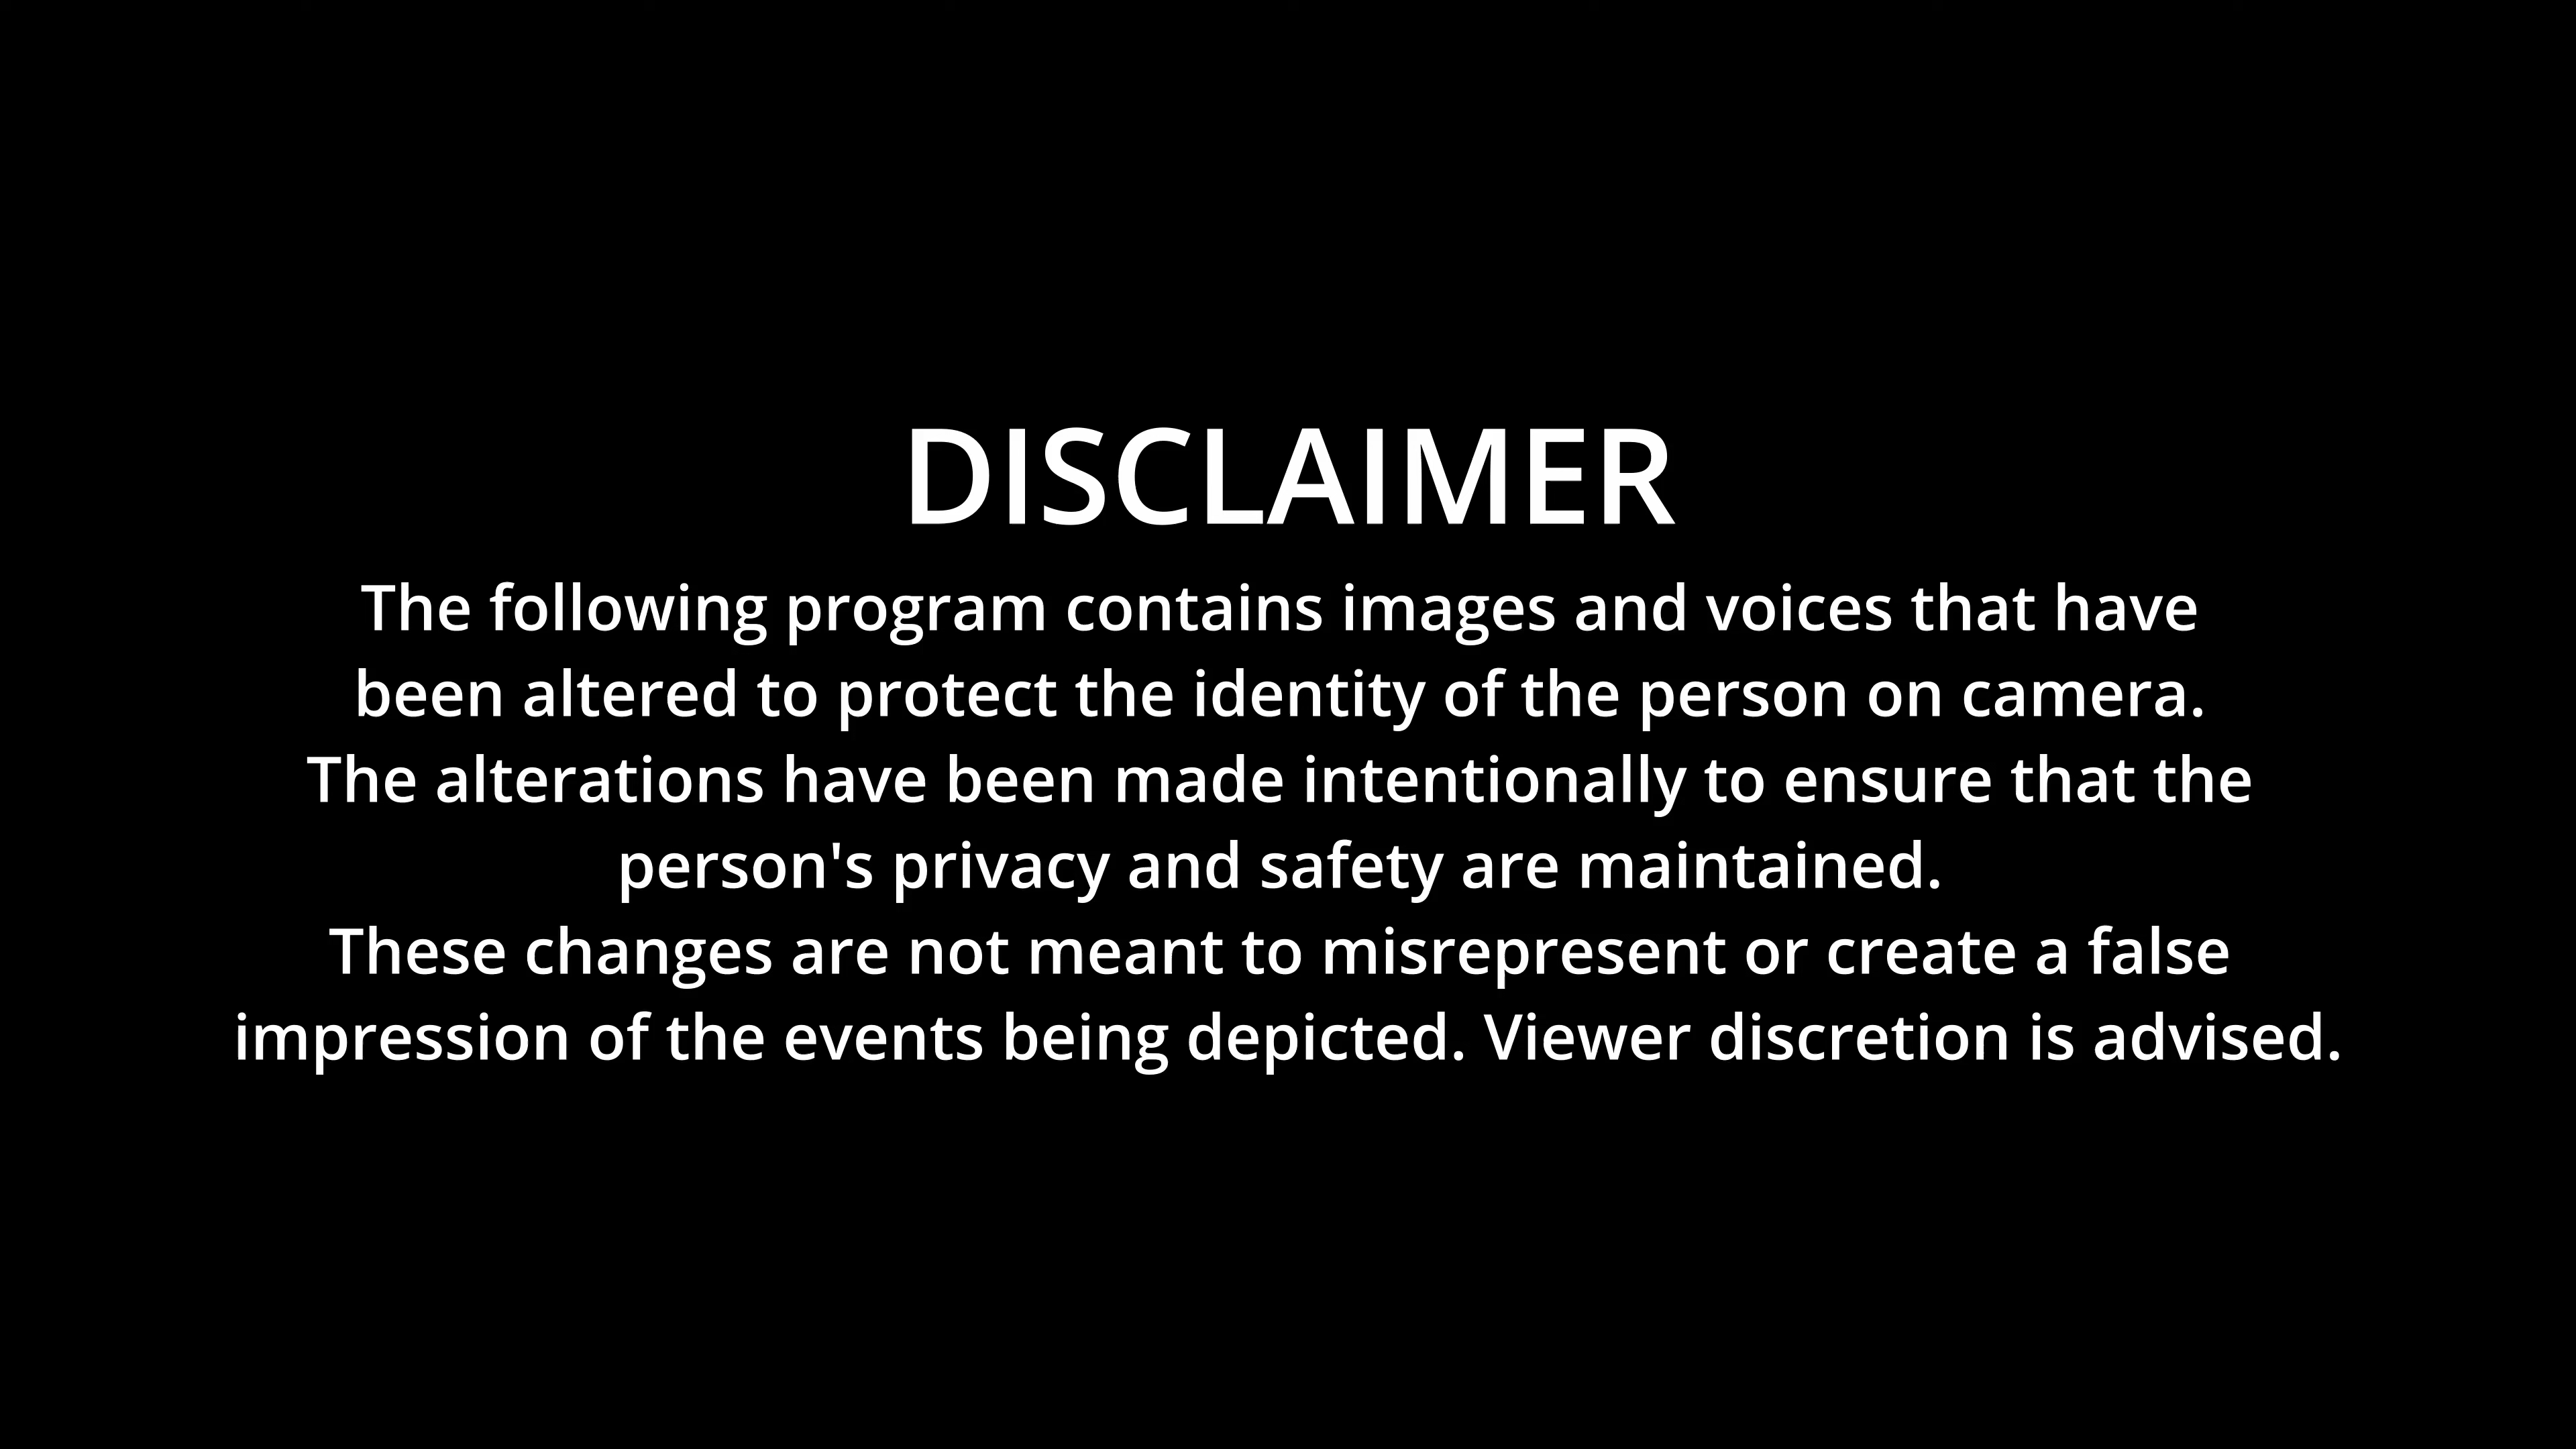 DISCLAIMER
The following program contains images and voices that have
been altered to protect the identity of the person on camera.
The alterations have been made intentionally to ensure that the
person's privacy and safety are maintained.
These changes are not meant to misrepresent or create a false
impression of the events being depicted. Viewer discretion is advised.